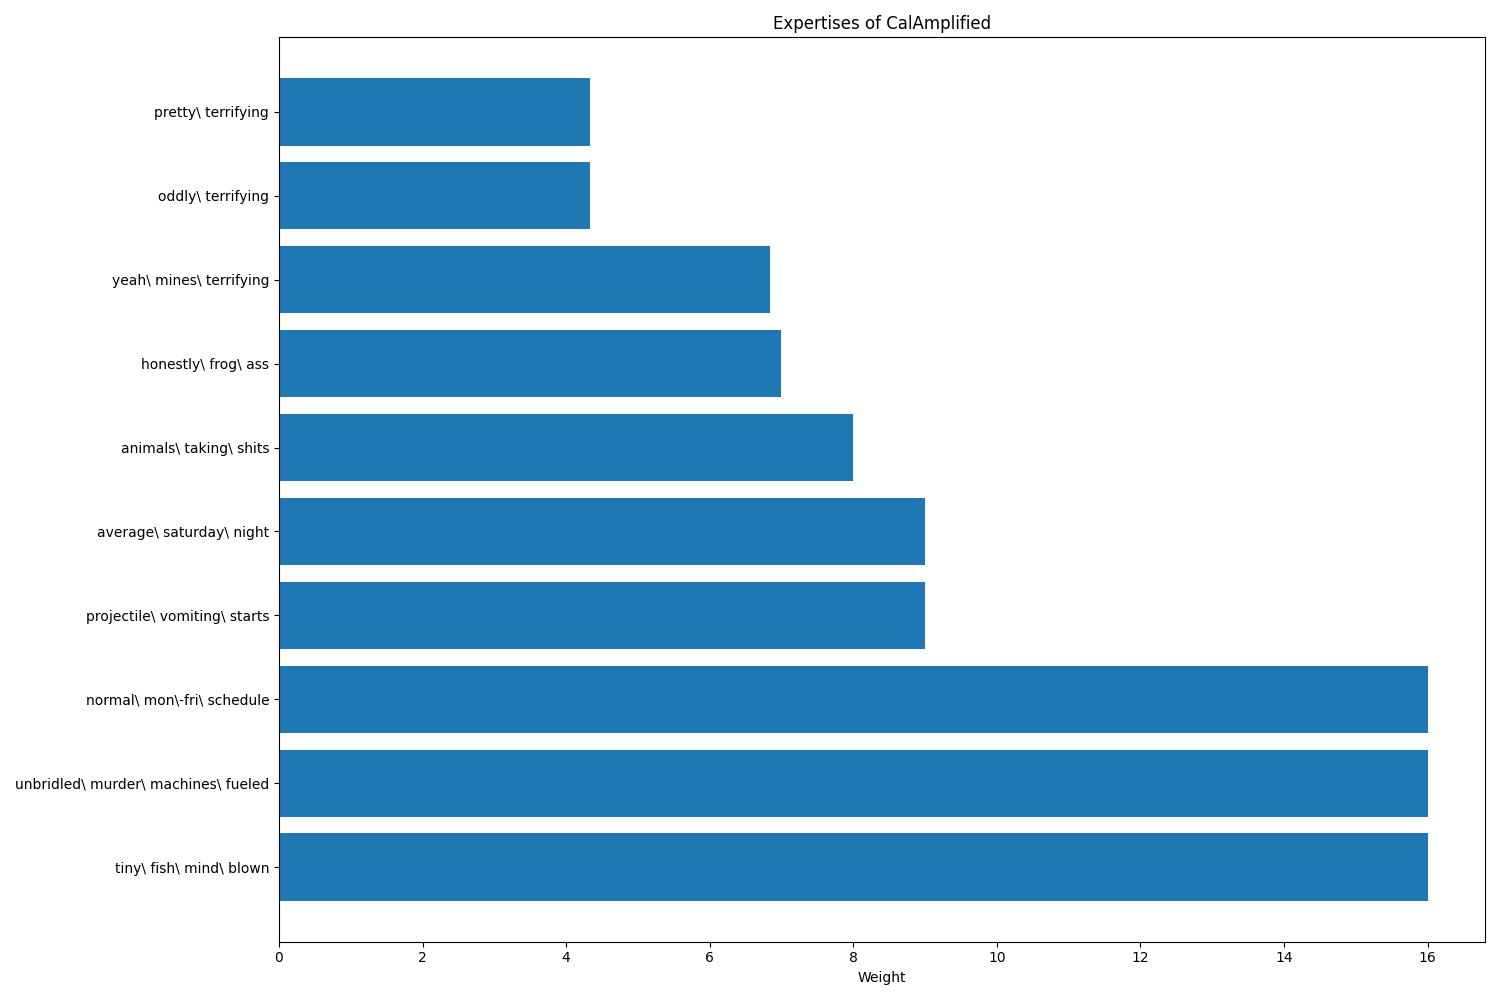 Expertises of CalAmplified
pretty\ terrifying
oddly\ terrifying
yeah\ mines\ terrifying
honestly\ frog\ ass
animals\ taking\ shits
average\ saturday\ night
projectile\ vomiting\ starts
normal\ mon\-fri\ schedule
unbridled\ murder\ machines\ fueled
tiny\ fish\ mind\ blown
0 2 4 6 8 10 12 14 16
Weight